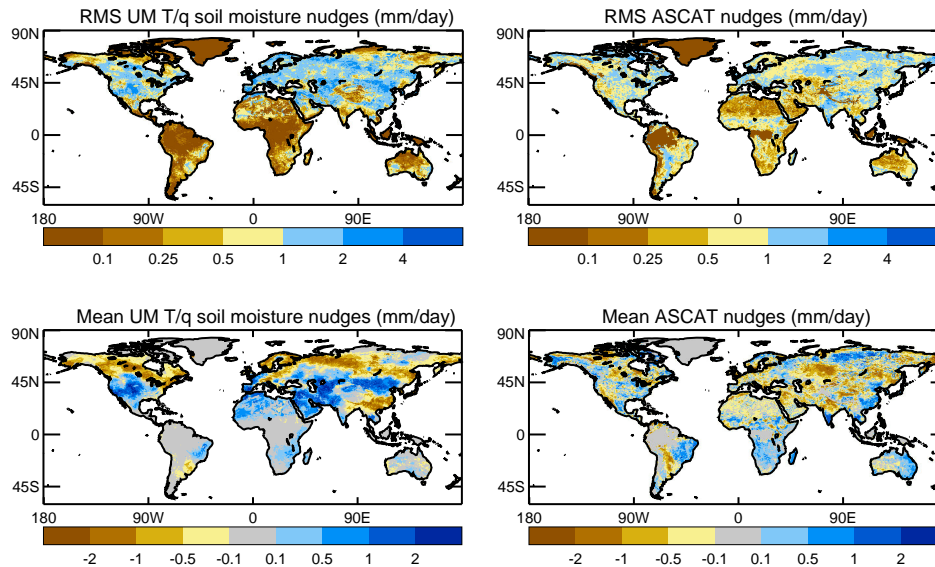 RMS UM T/q soil moisture nudges (mm/day)
90N
45N
0
45S
180 90W 0 90E
0.1 0.25 0.5 1 2 4
RMS ASCAT nudges (mm/day)
90N
45N
0
45S
180 90W 0 90E
0.1 0.25 0.5 1 2 4
Mean UM T/q soil moisture nudges (mm/day)
90N
45N
0
45S
180 90W 0 90E
-2 -1 -0.5 -0.1 0.1 0.5 1 2
Mean ASCAT nudges (mm/day)
90N
45N
0
45S
180 90W 0 90E
-2 -1 -0.5 -0.1 0.1 0.5 1 2